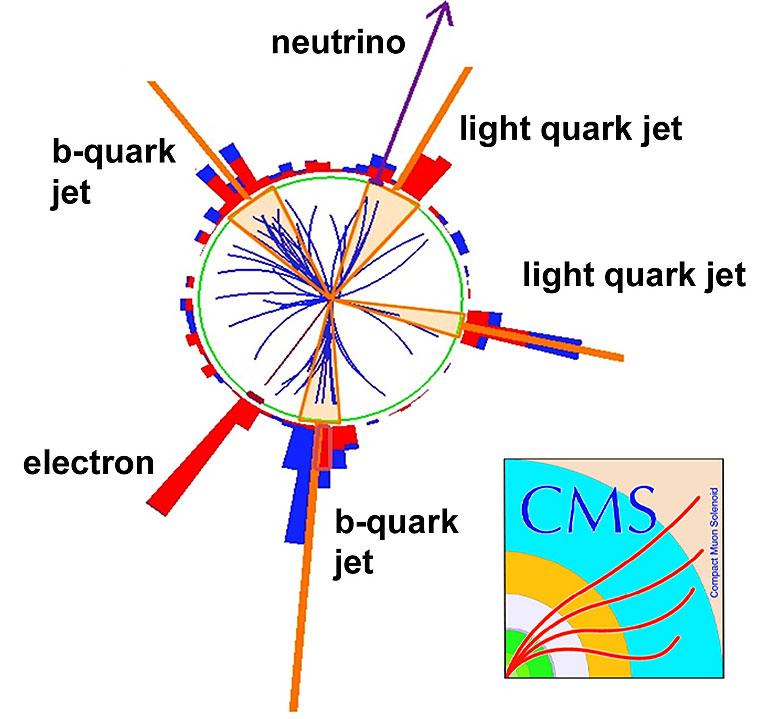 neutrino
light quark jet
b-quark
jet
light quark jet
electron
b-quark
jet
CMS
Compact Muon Solenoid